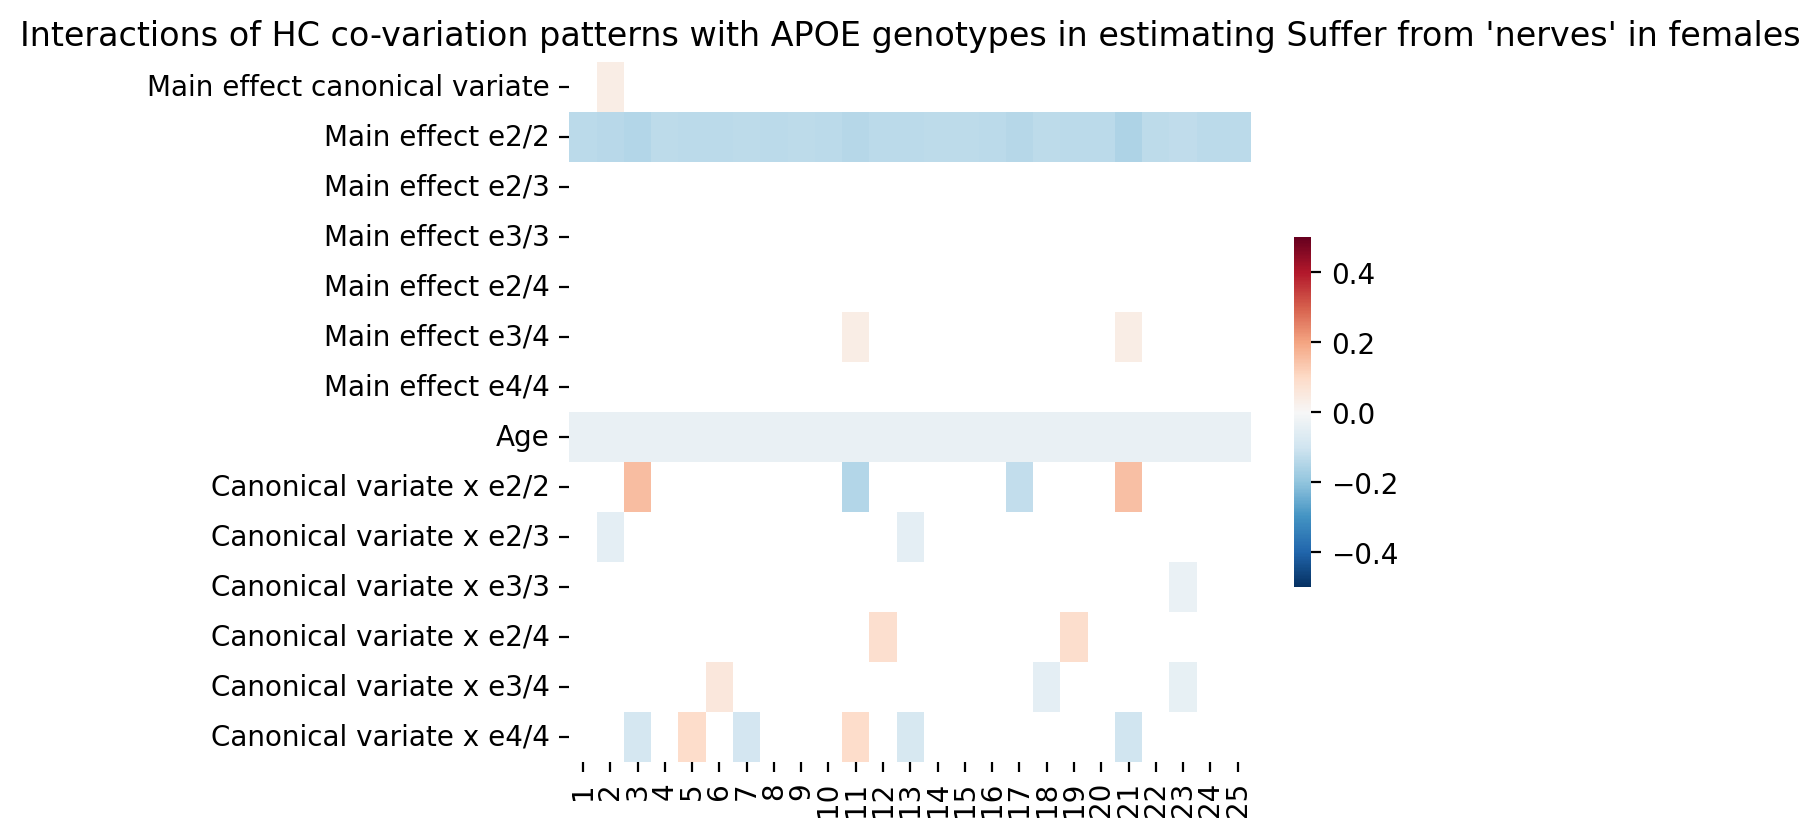 Interactions of HC co-variation patterns with APOE genotypes in estimating Suffer from 'nerves' in females
Main effect canonical variate
Main effect e2/2
Main effect e2/3
Main effect e3/3
Main effect e2/4
Main effect e3/4
Main effect e4/4
Age
Canonical variate x e2/2
Canonical variate x e2/3
Canonical variate x e3/3
Canonical variate x e2/4
Canonical variate x e3/4
Canonical variate x e4/4
1 2 3 4 5 6 7 8 9 10 11 12 13 14 15 16 17 18 19 20 21 22 23 24 25
0.4
0.2
0.0
−0.2
−0.4